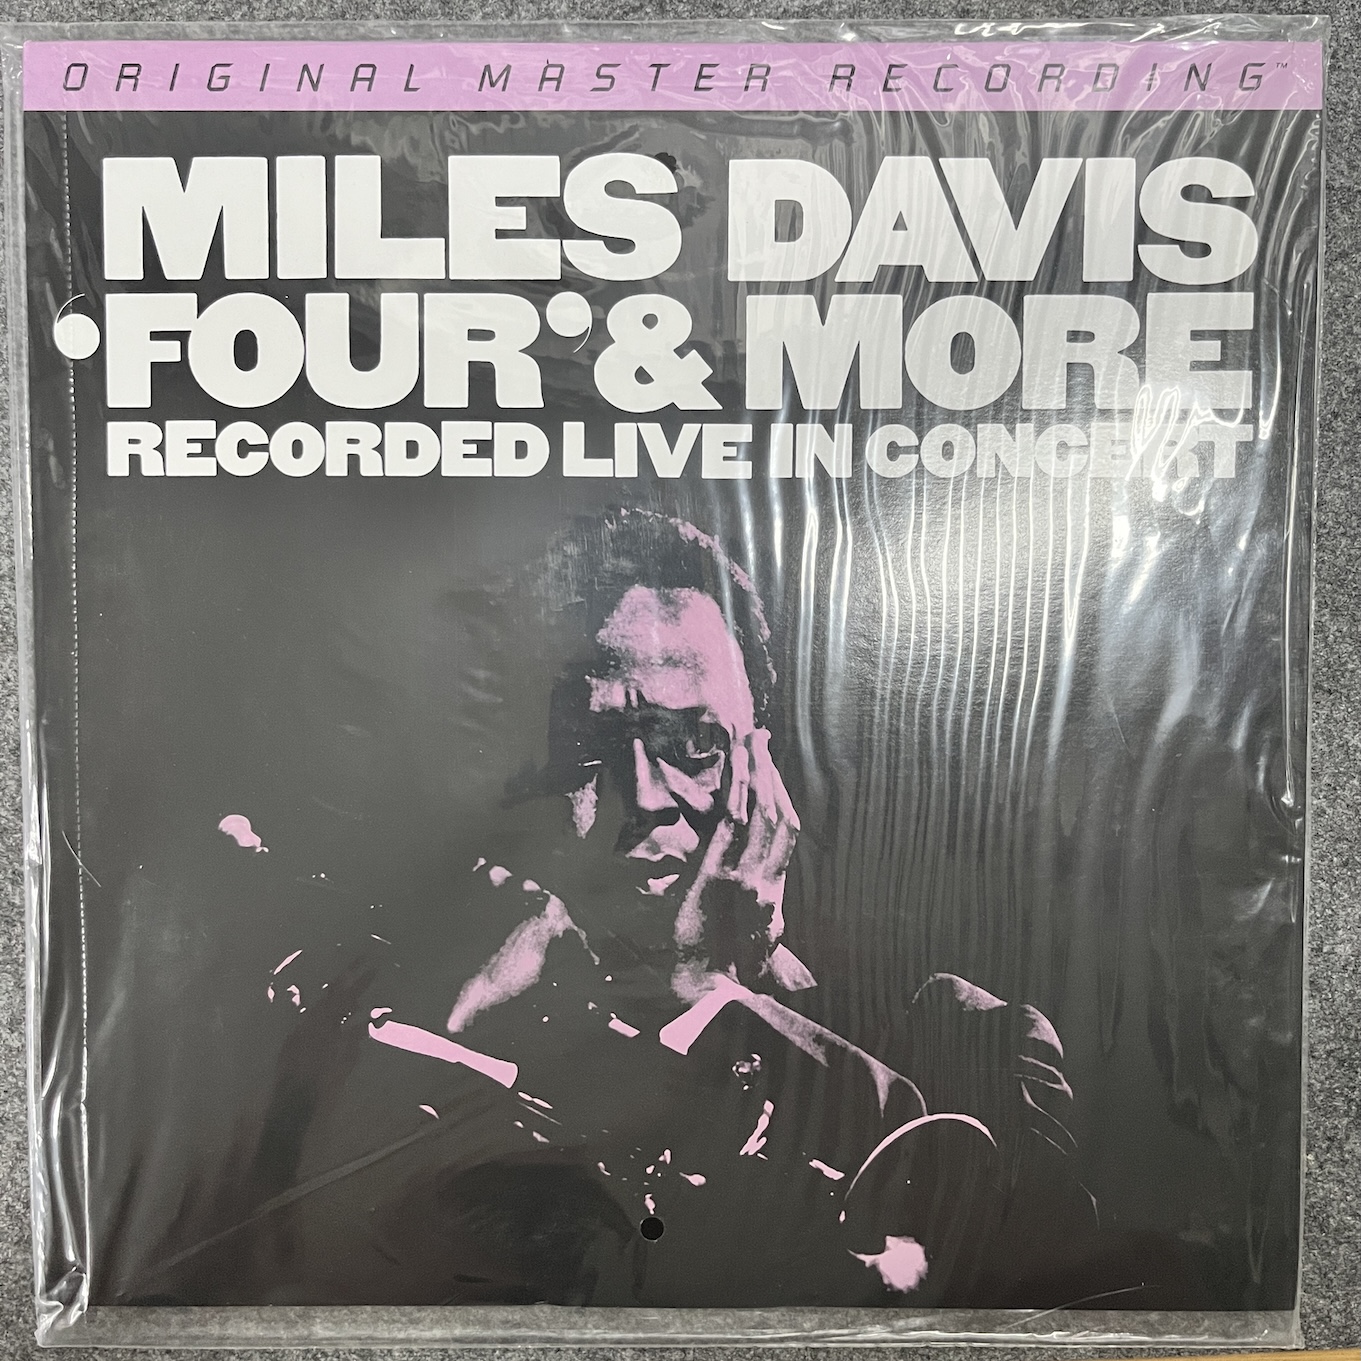 ORIGINAL MASTER RECORDING™
MILES DAVIS
‘FOUR’ & MORE
RECORDED LIVE IN CONCERT